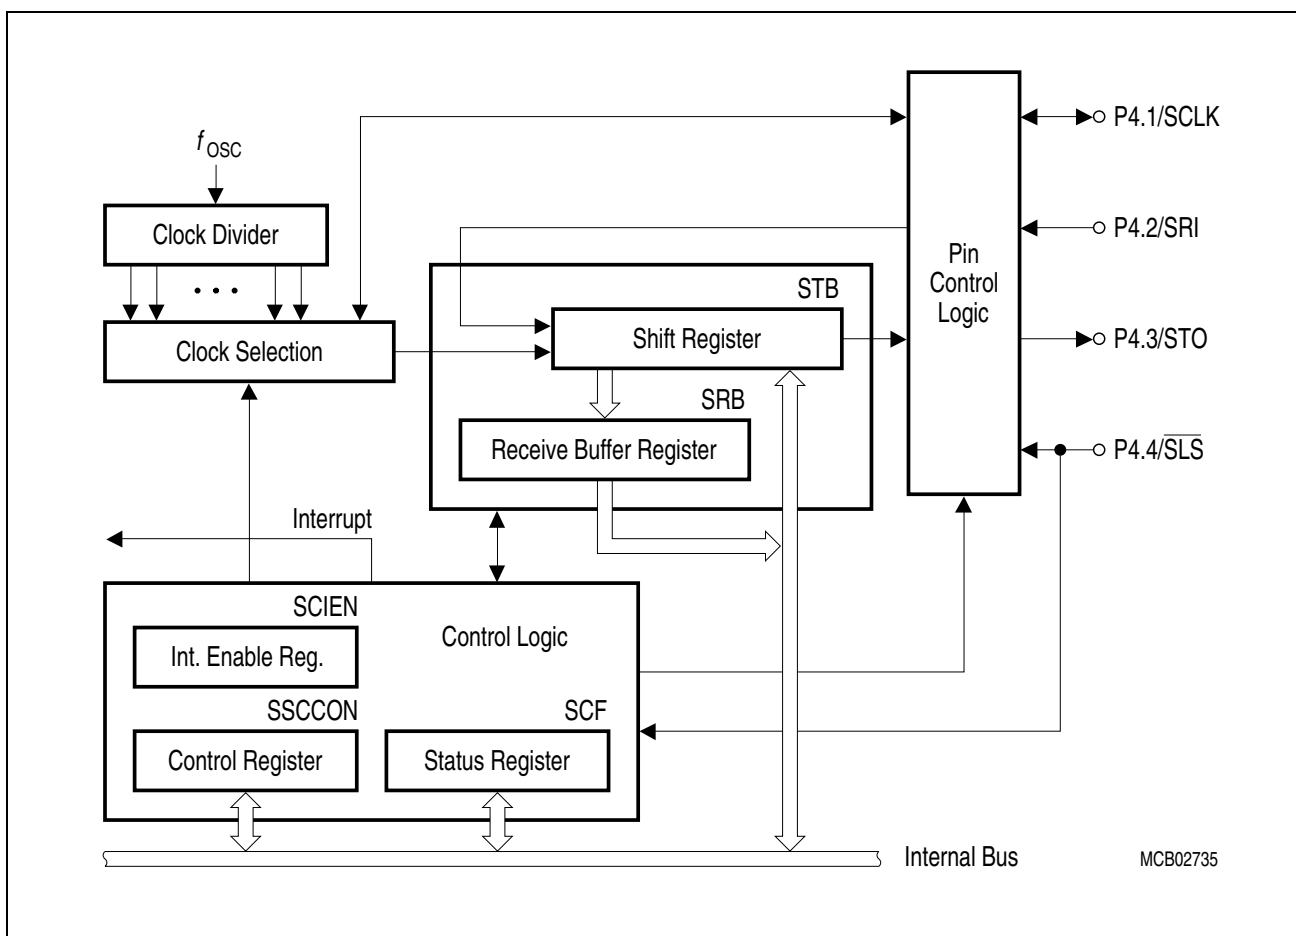 P4.1/SCLK
f OSC
Clock Divider
P4.2/SRI
Pin
Control
Logic
STB
Shift Register
P4.3/STO
Clock Selection
SRB
Receive Buffer Register
P4.4/S̅L̅S̅
Interrupt
SCIEN
Int. Enable Reg.
Control Logic
SSCCON
SCF
Control Register
Status Register
Internal Bus
MCB02735